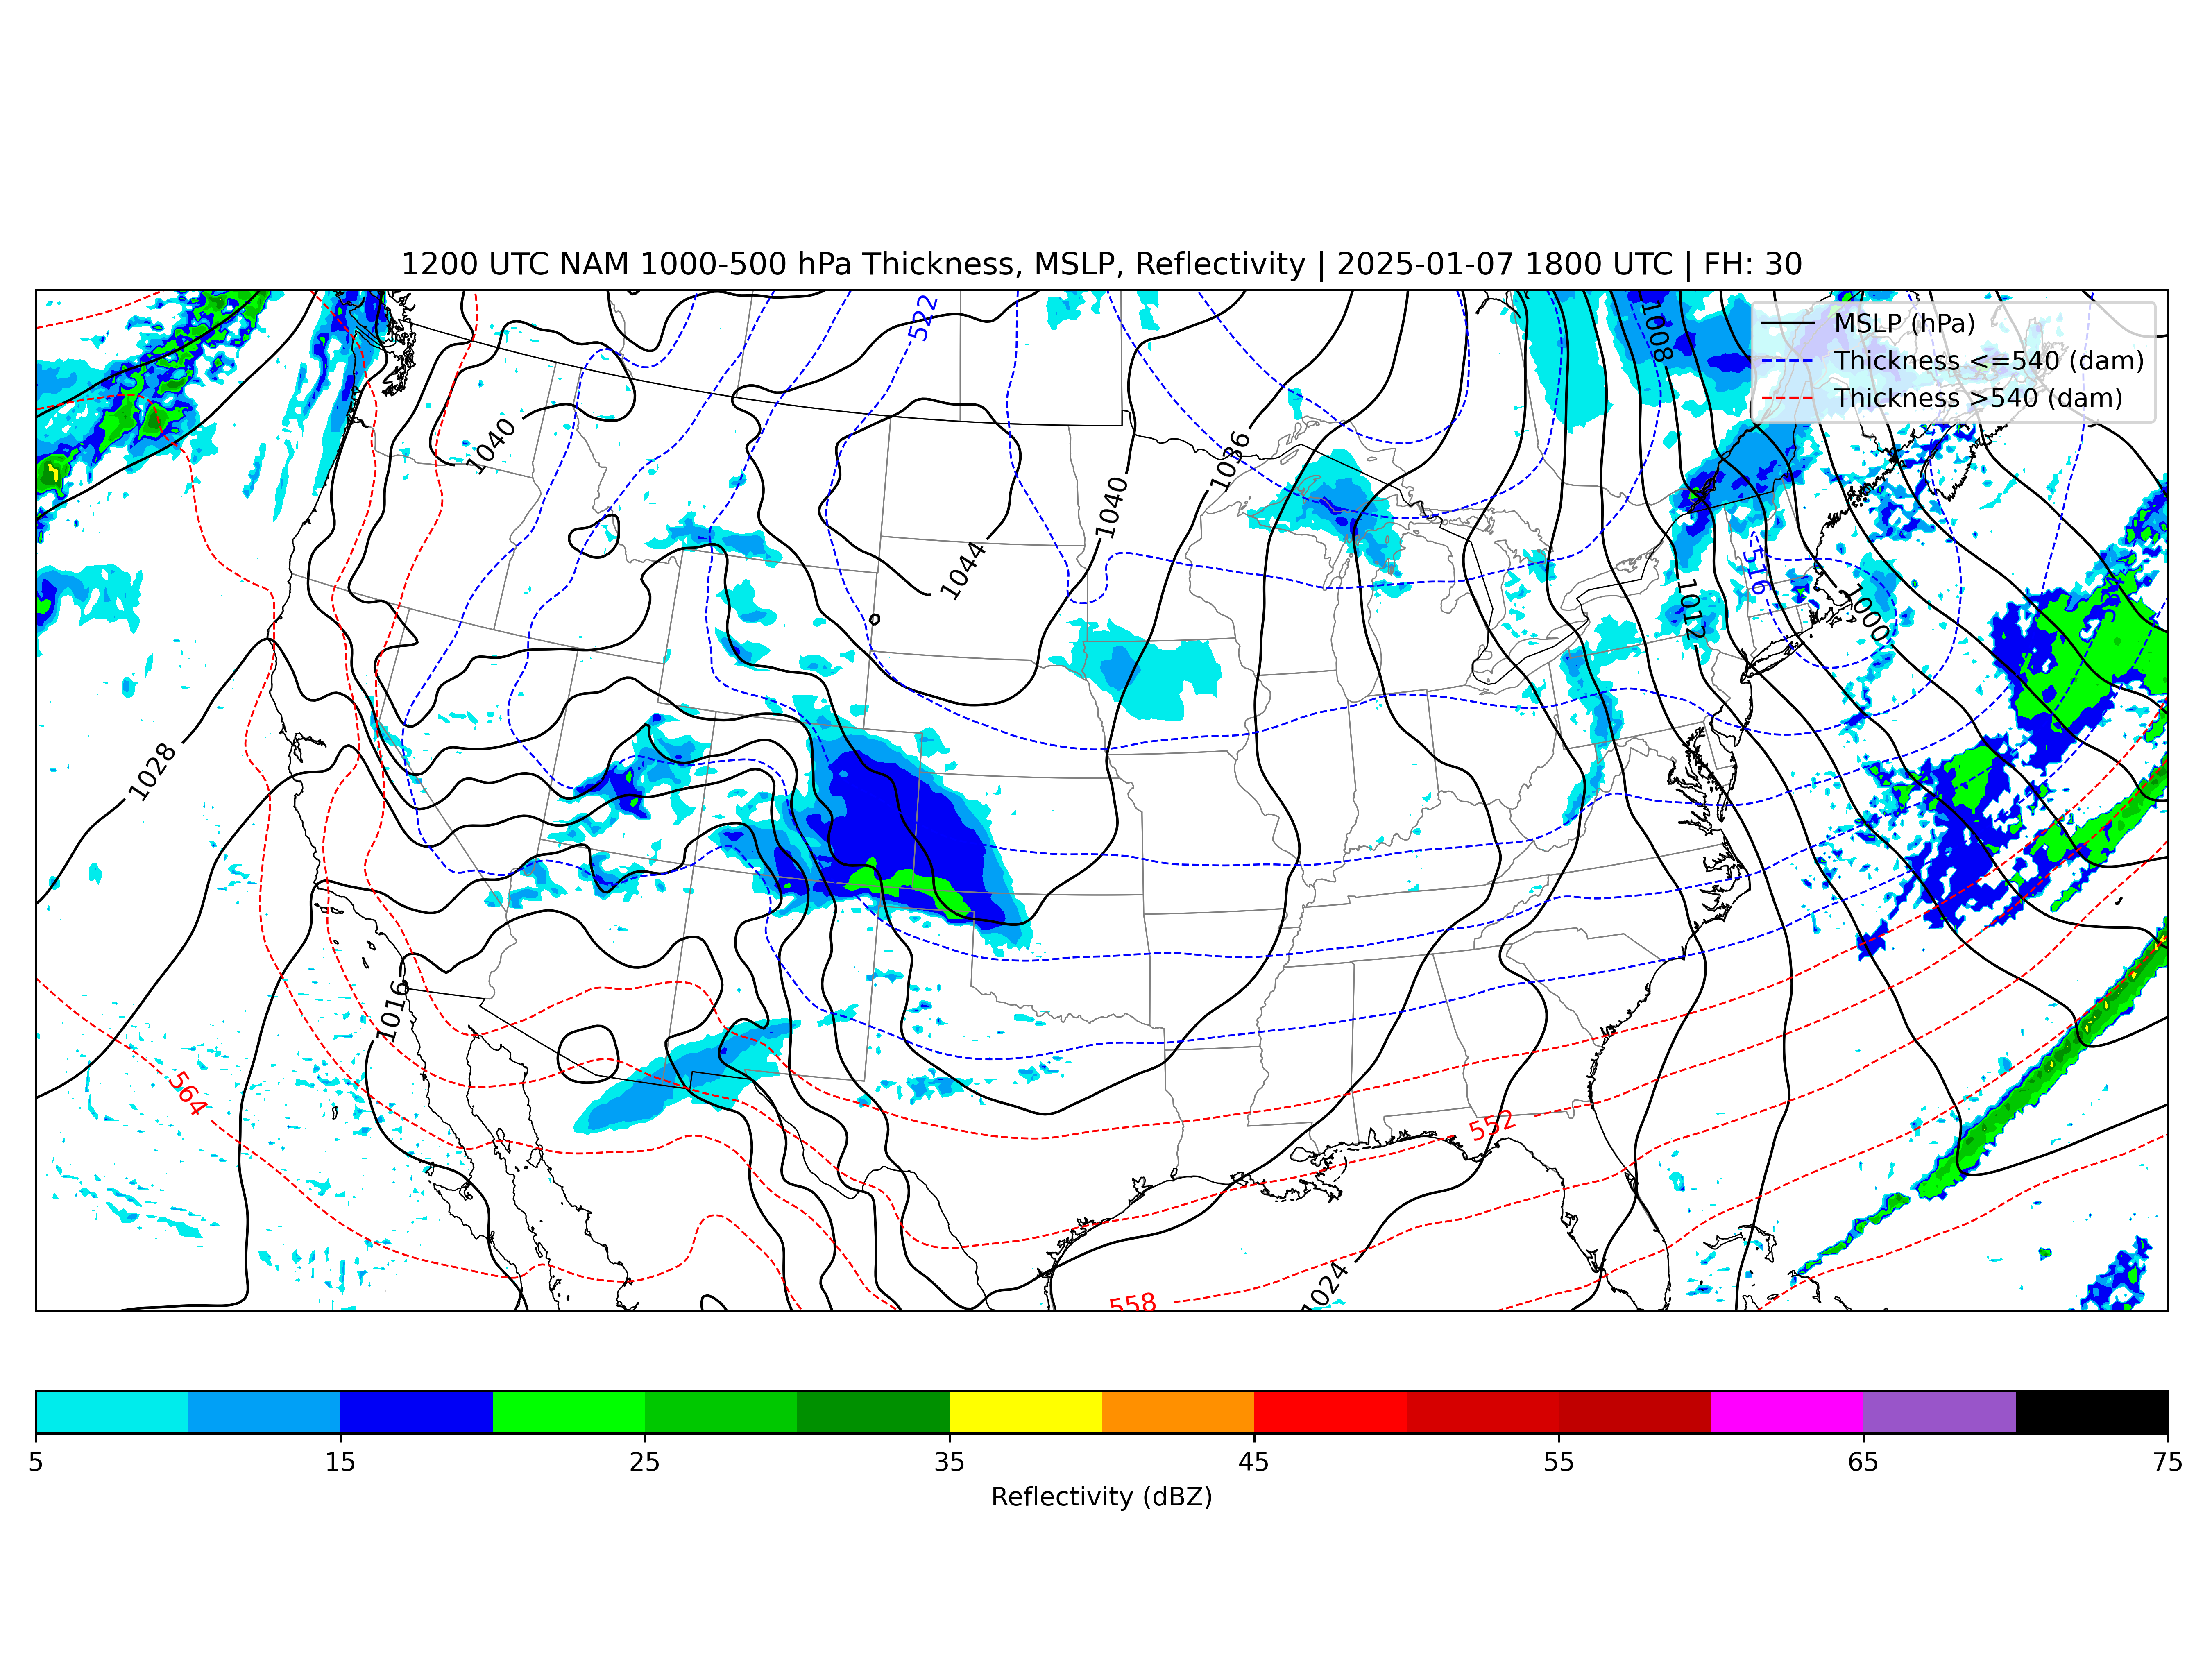 1200 UTC NAM 1000-500 hPa Thickness, MSLP, Reflectivity | 2025-01-07 1800 UTC | FH: 30
MSLP (hPa)
Thickness <=540 (dam)
Thickness >540 (dam)
522
1008
1040
1036
1040
1044
516
1012
1000
1028
1016
564
552
1024
558
5 15 25 35 45 55 65 75
Reflectivity (dBZ)